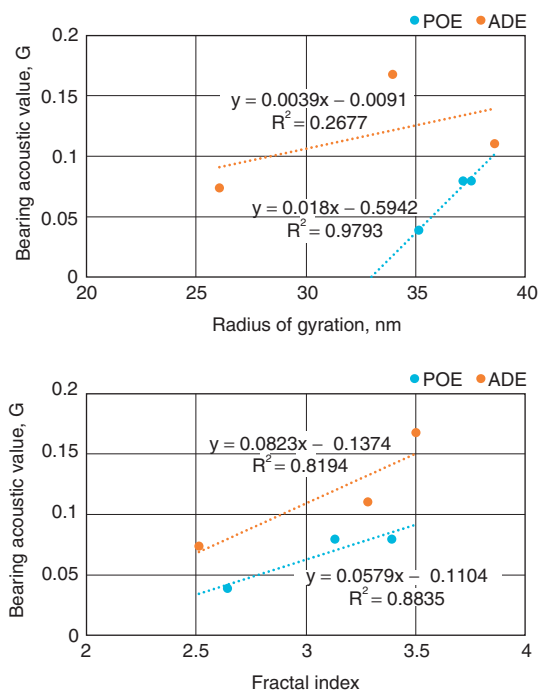 POE ADE
Bearing acoustic value, G
0.2
0.15
0.1
0.05
0
y = 0.0039x – 0.0091
R² = 0.2677
y = 0.018x – 0.5942
R² = 0.9793
20 25 30 35 40
Radius of gyration, nm
POE ADE
Bearing acoustic value, G
0.2
0.15
0.1
0.05
0
y = 0.0823x – 0.1374
R² = 0.8194
y = 0.0579x – 0.1104
R² = 0.8835
2 2.5 3 3.5 4
Fractal index